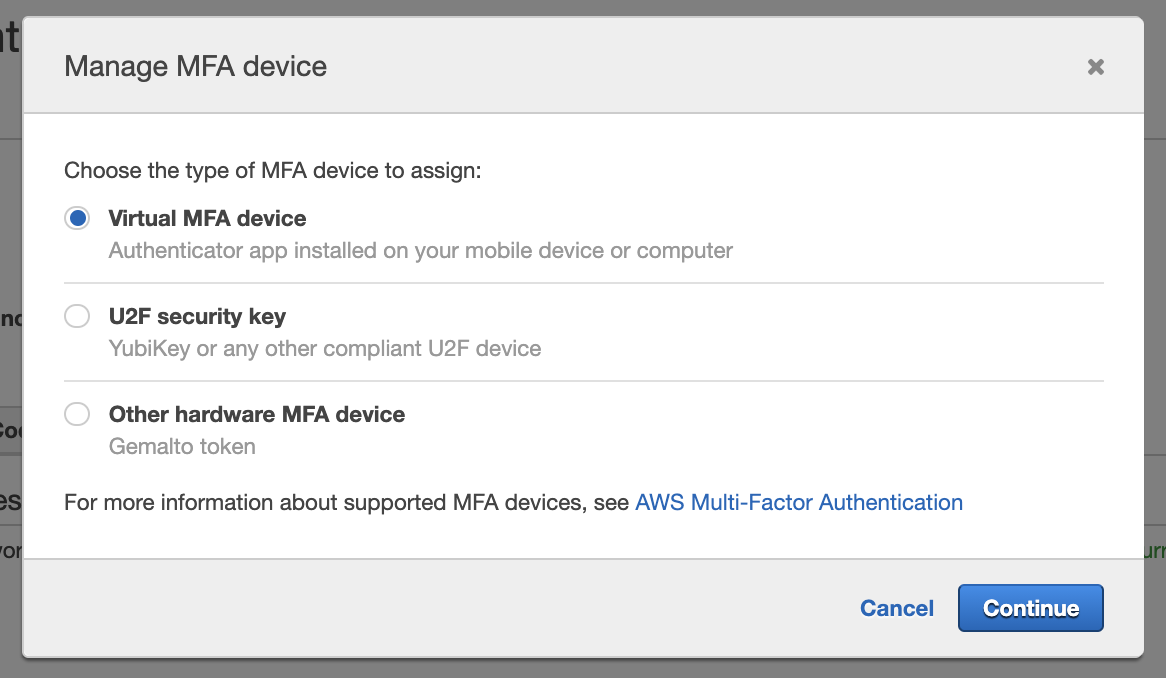 Manage MFA device
Choose the type of MFA device to assign:
Virtual MFA device
Authenticator app installed on your mobile device or computer
U2F security key
YubiKey or any other compliant U2F device
Other hardware MFA device
Gemalto token
For more information about supported MFA devices, see AWS Multi-Factor Authentication
Cancel Continue